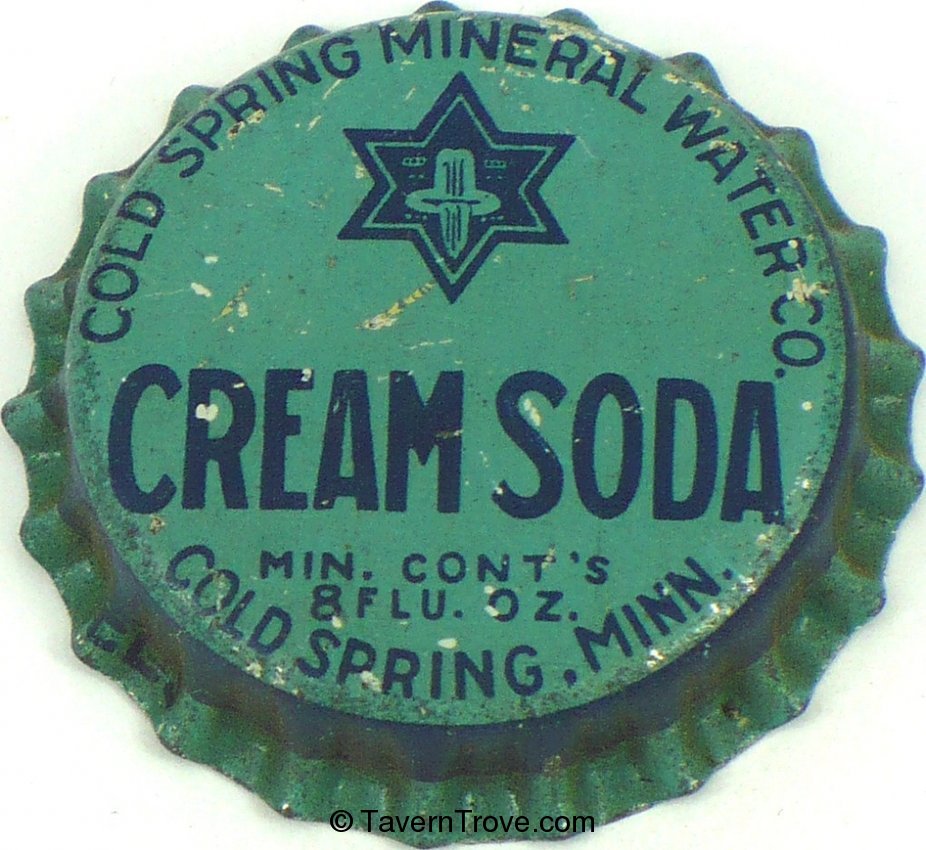 COLD SPRING MINERAL WATER CO.
CREAM SODA
MIN. CONT'S
8 FLU. OZ.
COLD SPRING, MINN.
© TavernTrove.com